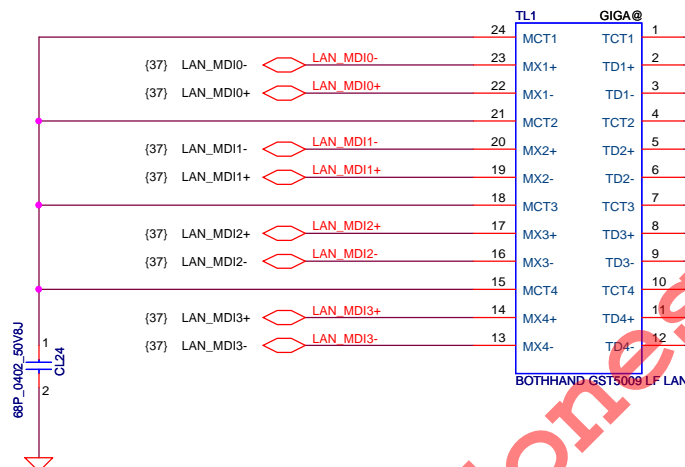 TL1 GIGA@
24 MCT1 TCT1 1
{37} LAN_MDI0- LAN_MDI0- 23 MX1+ TD1+ 2
{37} LAN_MDI0+ LAN_MDI0+ 22 MX1- TD1- 3
21 MCT2 TCT2 4
{37} LAN_MDI1- LAN_MDI1- 20 MX2+ TD2+ 5
{37} LAN_MDI1+ LAN_MDI1+ 19 MX2- TD2- 6
18 MCT3 TCT3 7
{37} LAN_MDI2+ LAN_MDI2+ 17 MX3+ TD3+ 8
{37} LAN_MDI2- LAN_MDI2- 16 MX3- TD3- 9
15 MCT4 TCT4 10
{37} LAN_MDI3+ LAN_MDI3+ 14 MX4+ TD4+ 11
{37} LAN_MDI3- LAN_MDI3- 13 MX4- TD4- 12
BOTHHAND GST5009 LF LAN
1
2
CL24
68P_0402_50V8J
ones